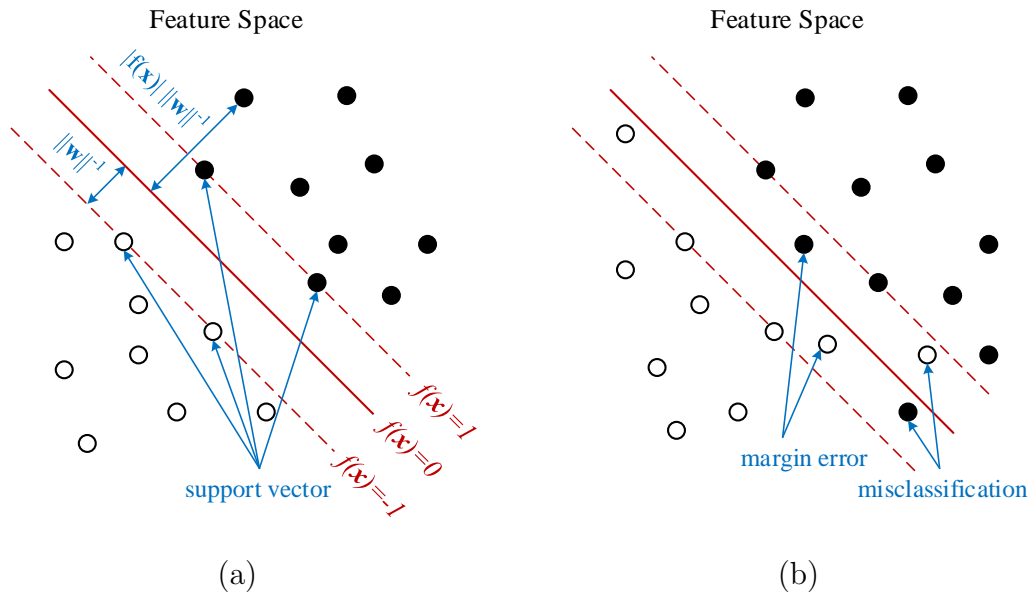 Feature Space
|f(x)| ||w||⁻¹
||w||⁻¹
f(x)=1
f(x)=0
f(x)=-1
support vector
(a)
Feature Space
margin error
misclassification
(b)